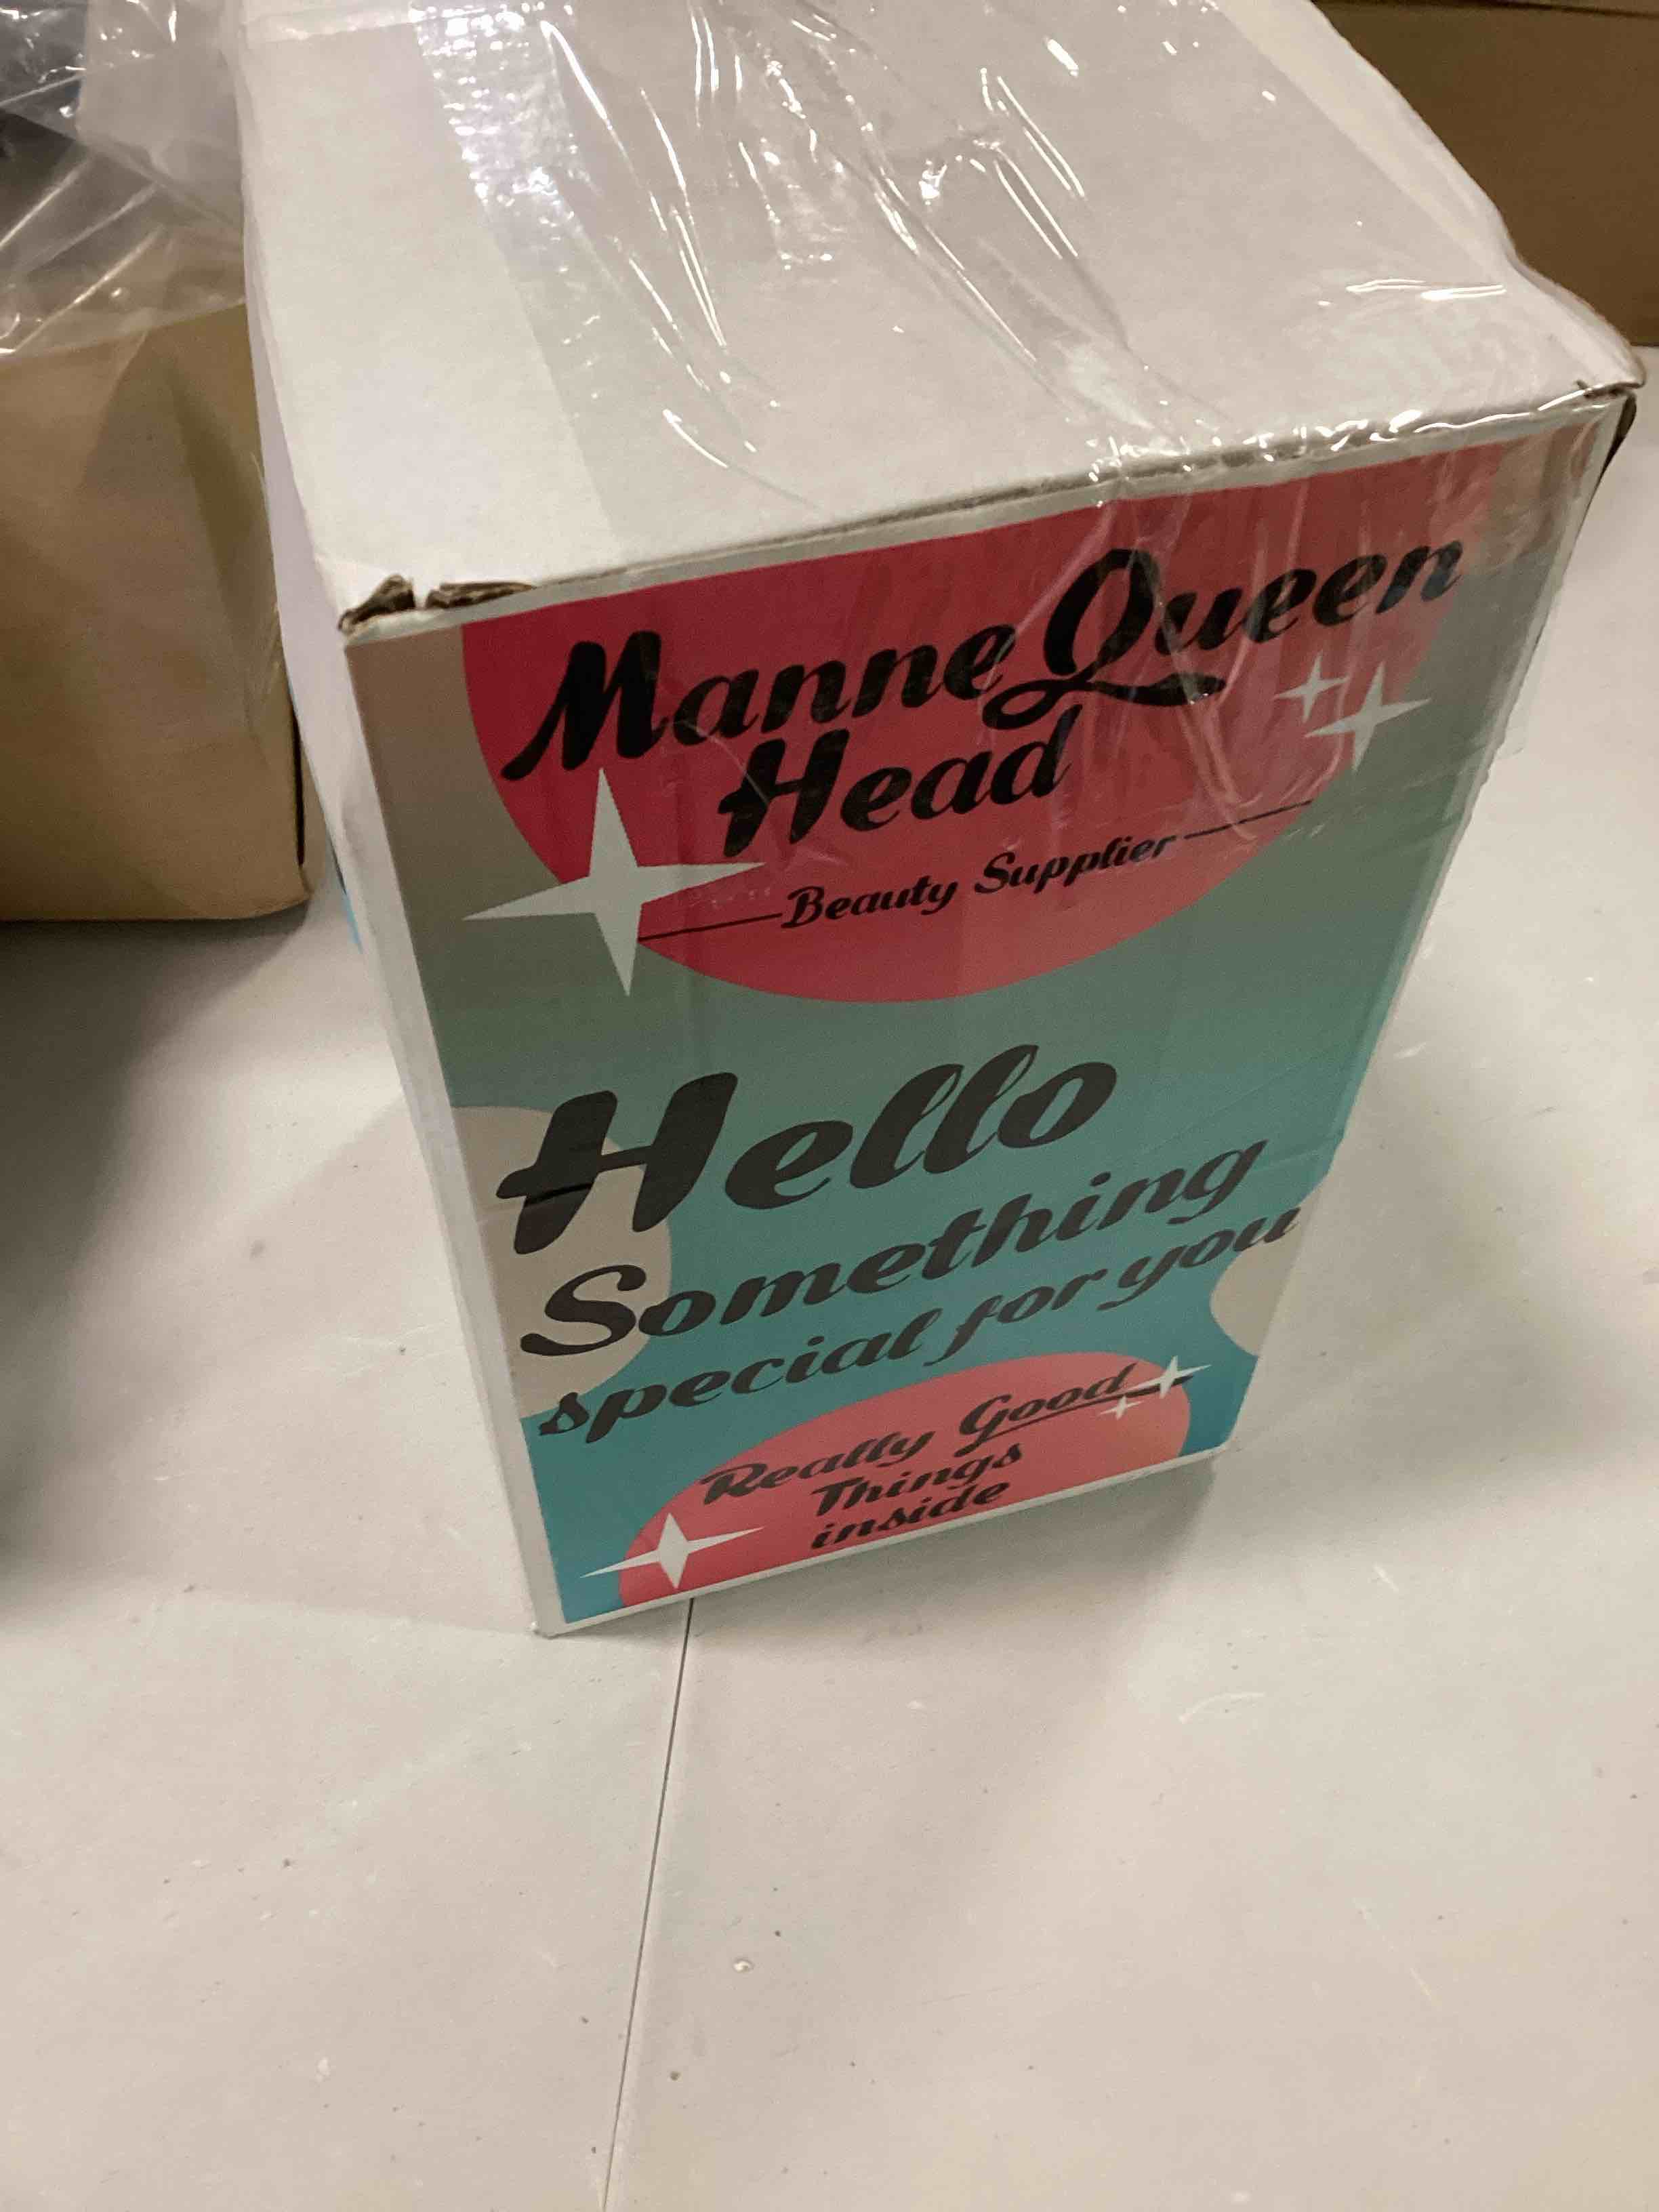 Manne Queen
Head
Beauty Supplier
Hello
Something
special for you
Really Good
Things
inside